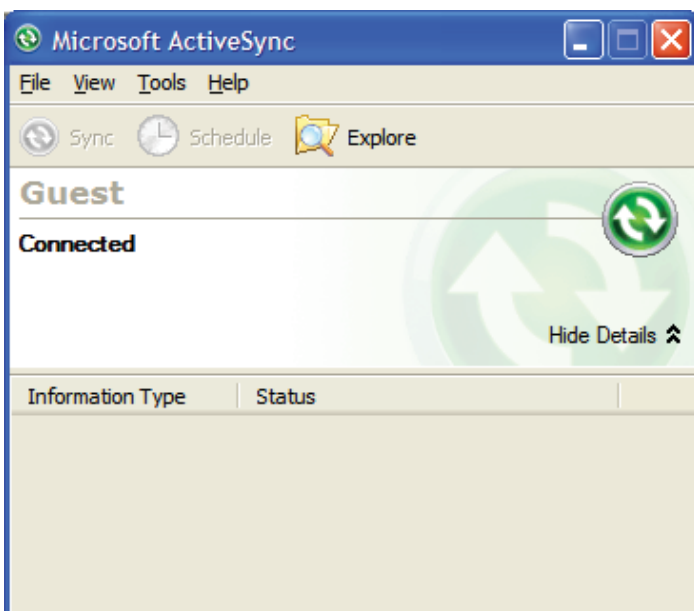 Microsoft ActiveSync
File View Tools Help
Sync Schedule Explore
Guest
Connected
Hide Details
Information Type Status